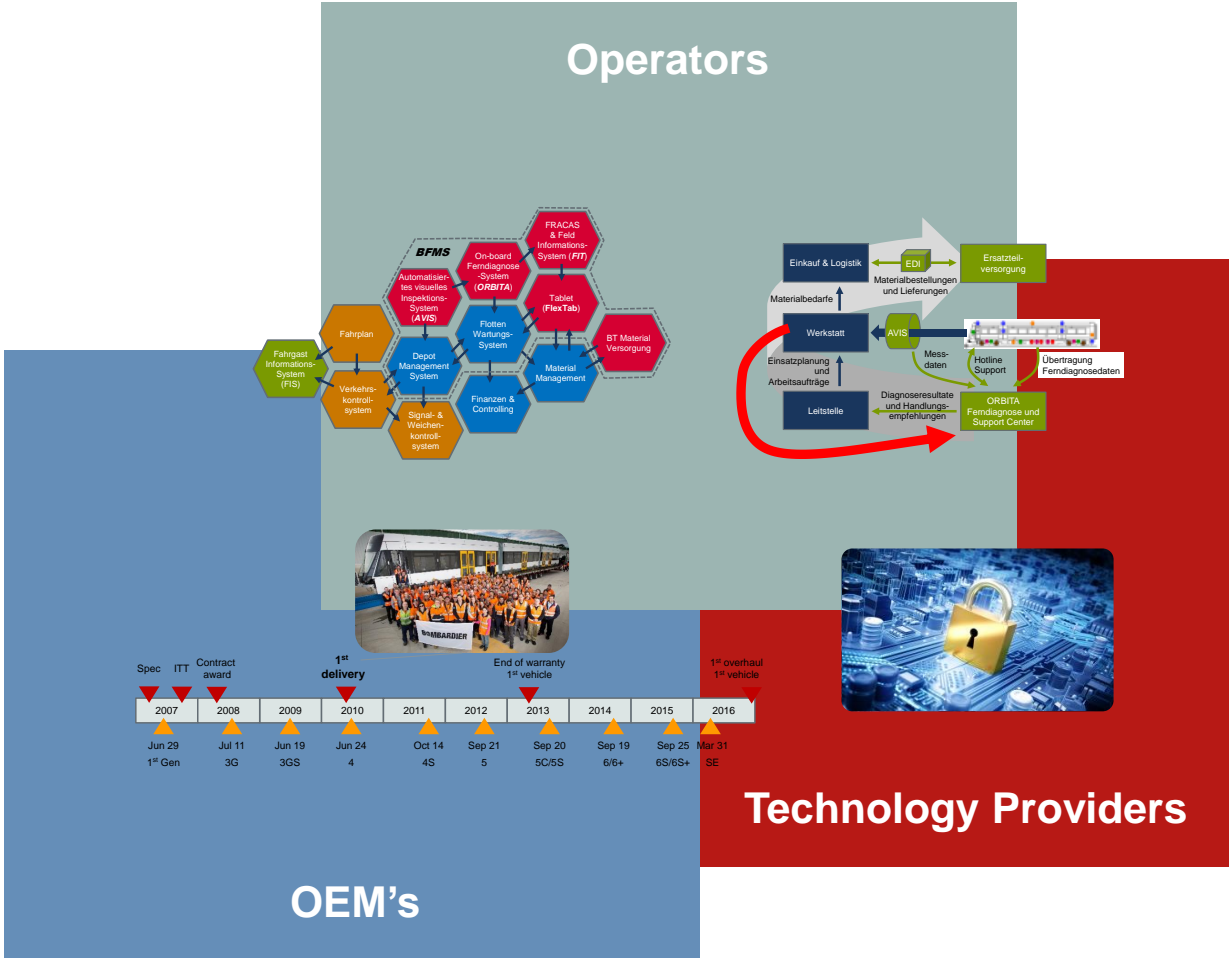 Operators
BFMS
FRACAS
& Feld
Informations-
System (FIT)
On-board
Ferndiagnose
-System
(ORBITA)
Automatisier-
tes visuelles
Inspektions-
System
(AVIS)
Tablet
(FlexTab)
Fahrplan
Flotten
Wartungs-
System
BT Material
Versorgung
Fahrgast
Informations-
System
(FIS)
Depot
Management
System
Material
Management
Verkehrs-
kontroll-
system
Finanzen &
Controlling
Signal- &
Weichen-
kontroll-
system
Einkauf & Logistik
EDI
Ersatzteil-
versorgung
Materialbestellungen
und Lieferungen
Materialbedarfe
Werkstatt
AVIS
Einsatzplanung
und
Arbeitsaufträge
Mess-
daten
Hotline
Support
Übertragung
Ferndiagnosedaten
Leitstelle
Diagnoseresultate
und Handlungs-
empfehlungen
ORBITA
Ferndiagnose und
Support Center
BOMBARDIER
Spec
ITT
Contract
award
1st
delivery
End of warranty
1st vehicle
1st overhaul
1st vehicle
2007 2008 2009 2010 2011 2012 2013 2014 2015 2016
Jun 29 Jul 11 Jun 19 Jun 24 Oct 14 Sep 21 Sep 20 Sep 19 Sep 25 Mar 31
1st Gen 3G 3GS 4 4S 5 5C/5S 6/6+ 6S/6S+ SE
Technology Providers
OEM's